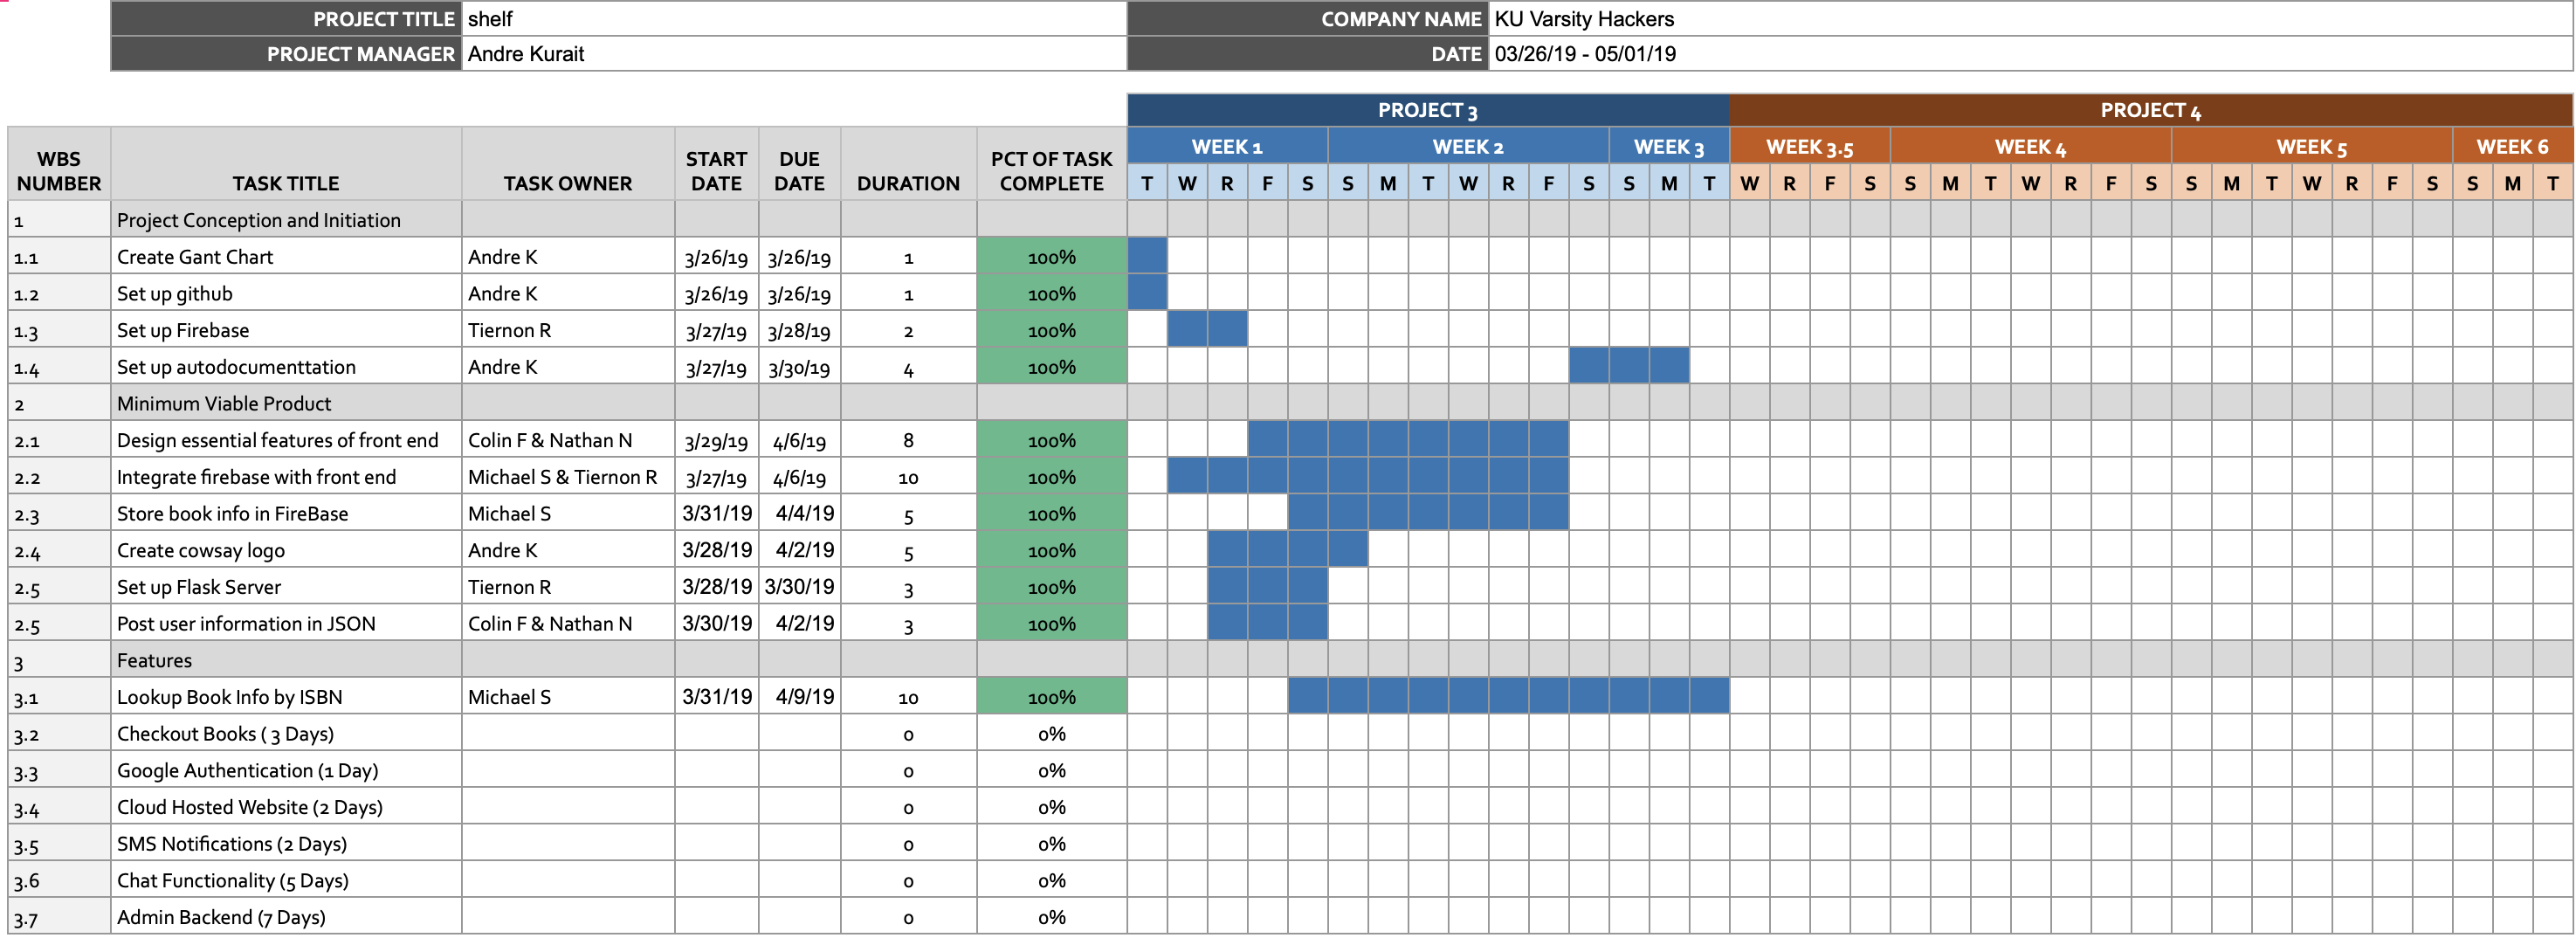 PROJECT TITLE shelf COMPANY NAME KU Varsity Hackers
PROJECT MANAGER Andre Kurait DATE 03/26/19 - 05/01/19
PROJECT 3 PROJECT 4
WEEK 1 WEEK 2 WEEK 3 WEEK 3.5 WEEK 4 WEEK 5 WEEK 6
WBS NUMBER TASK TITLE TASK OWNER START DATE DUE DATE DURATION PCT OF TASK COMPLETE T W R F S S M T W R F S S M T W R F S S M T W R F S S M T W R F S S M T
1 Project Conception and Initiation
1.1 Create Gant Chart Andre K 3/26/19 3/26/19 1 100%
1.2 Set up github Andre K 3/26/19 3/26/19 1 100%
1.3 Set up Firebase Tiernon R 3/27/19 3/28/19 2 100%
1.4 Set up autodocumenttation Andre K 3/27/19 3/30/19 4 100%
2 Minimum Viable Product
2.1 Design essential features of front end Colin F & Nathan N 3/29/19 4/6/19 8 100%
2.2 Integrate firebase with front end Michael S & Tiernon R 3/27/19 4/6/19 10 100%
2.3 Store book info in FireBase Michael S 3/31/19 4/4/19 5 100%
2.4 Create cowsay logo Andre K 3/28/19 4/2/19 5 100%
2.5 Set up Flask Server Tiernon R 3/28/19 3/30/19 3 100%
2.5 Post user information in JSON Colin F & Nathan N 3/30/19 4/2/19 3 100%
3 Features
3.1 Lookup Book Info by ISBN Michael S 3/31/19 4/9/19 10 100%
3.2 Checkout Books ( 3 Days) 0 0%
3.3 Google Authentication (1 Day) 0 0%
3.4 Cloud Hosted Website (2 Days) 0 0%
3.5 SMS Notifications (2 Days) 0 0%
3.6 Chat Functionality (5 Days) 0 0%
3.7 Admin Backend (7 Days) 0 0%